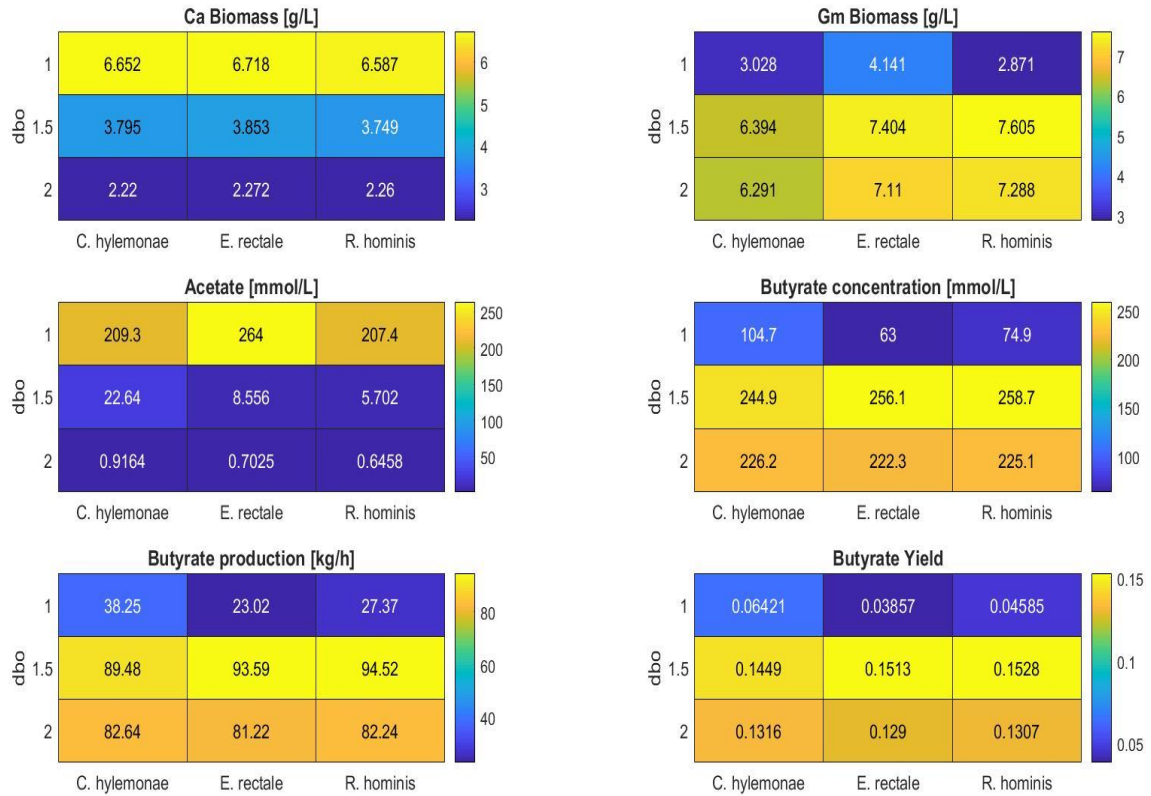 Ca Biomass [g/L]
dbo
1 6.652 6.718 6.587
1.5 3.795 3.853 3.749
2 2.22 2.272 2.26
C. hylemonae E. rectale R. hominis
6
5
4
3
Gm Biomass [g/L]
dbo
1 3.028 4.141 2.871
1.5 6.394 7.404 7.605
2 6.291 7.11 7.288
C. hylemonae E. rectale R. hominis
7
6
5
4
3
Acetate [mmol/L]
dbo
1 209.3 264 207.4
1.5 22.64 8.556 5.702
2 0.9164 0.7025 0.6458
C. hylemonae E. rectale R. hominis
250
200
150
100
50
Butyrate concentration [mmol/L]
dbo
1 104.7 63 74.9
1.5 244.9 256.1 258.7
2 226.2 222.3 225.1
C. hylemonae E. rectale R. hominis
250
200
150
100
Butyrate production [kg/h]
dbo
1 38.25 23.02 27.37
1.5 89.48 93.59 94.52
2 82.64 81.22 82.24
C. hylemonae E. rectale R. hominis
80
60
40
Butyrate Yield
dbo
1 0.06421 0.03857 0.04585
1.5 0.1449 0.1513 0.1528
2 0.1316 0.129 0.1307
C. hylemonae E. rectale R. hominis
0.15
0.1
0.05